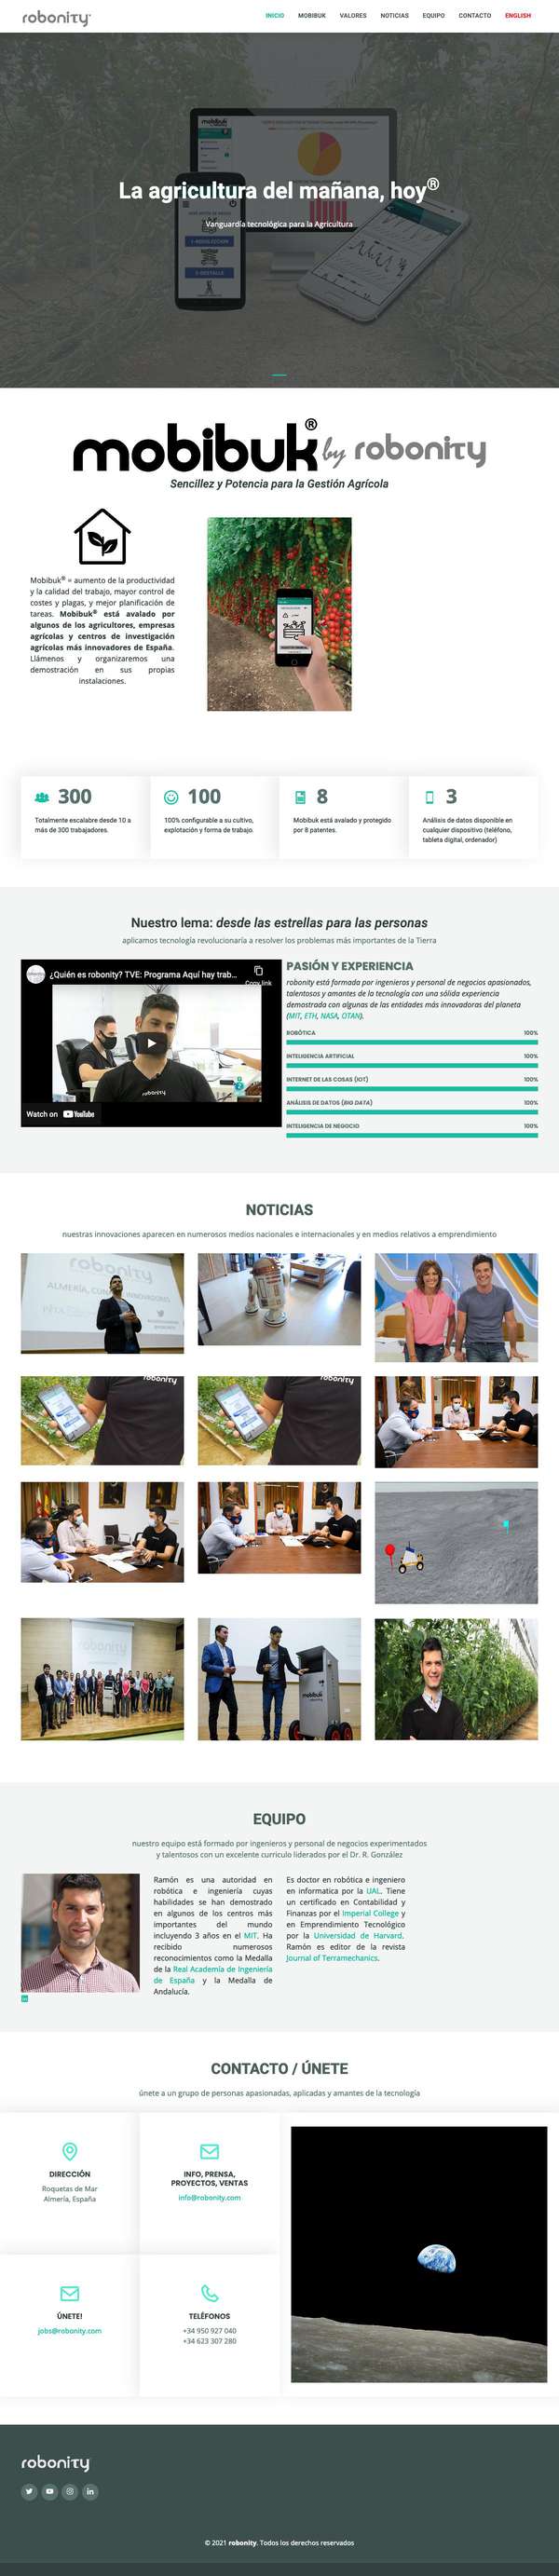 robonity
INICIO
MOBIBUK
VALORES
NOTICIAS
EQUIPO
CONTACTO
ENGLISH
mobibuk
La agricultura del mañana, hoy®
Vanguardia tecnológica para la Agricultura
mobibuk® by robonity
Sencillez y Potencia para la Gestión Agrícola
Mobibuk® = aumento de la productividad
y la calidad del trabajo, mayor control de
costes y plagas, y mejor planificación de
tareas. Mobibuk® está avalado por
algunos de los agricultores, empresas
agrícolas y centros de investigación
agrícolas más innovadores de España.
Llámenos y organizaremos una
demostración en sus propias
instalaciones.
300
Totalmente escalabre desde 10 a
más de 300 trabajadores.
100
100% configurable a su cultivo,
explotación y forma de trabajo.
8
Mobibuk está avalado y protegido
por 8 patentes.
3
Análisis de datos disponible en
cualquier dispositivo (teléfono,
tableta digital, ordenador)
Nuestro lema: desde las estrellas para las personas
aplicamos tecnología revolucionaria a resolver los problemas más importantes de la Tierra
¿Quién es robonity? TVE: Programa Aquí hay trab...
Copy link
robonity
Watch on YouTube
PASIÓN Y EXPERIENCIA
robonity está formada por ingenieros y personal de negocios apasionados,
talentosos y amantes de la tecnología con una sólida experiencia
demostrada con algunos de las entidades más innovadoras del planeta
(MIT, ETH, NASA, OTAN).
ROBÓTICA 100%
INTELIGENCIA ARTIFICIAL 100%
INTERNET DE LAS COSAS (IOT) 100%
ANÁLISIS DE DATOS (BIG DATA) 100%
INTELIGENCIA DE NEGOCIO 100%
NOTICIAS
nuestras innovaciones aparecen en numerosos medios nacionales e internacionales y en medios relativos a emprendimiento
robonity
robonity
robonity
robonity
mobibuk
EQUIPO
nuestro equipo está formado por ingenieros y personal de negocios experimentados
y talentosos con un excelente curriculo liderados por el Dr. R. González
Ramón es una autoridad en
robótica e ingeniería cuyas
habilidades se han demostrado
en algunos de los centros más
importantes del mundo
incluyendo 3 años en el MIT. Ha
recibido numerosos
reconocimientos como la Medalla
de la Real Academia de Ingeniería
de España y la Medalla de
Andalucía.
Es doctor en robótica e ingeniero
en informatica por la UAL. Tiene
un certificado en Contabilidad y
Finanzas por el Imperial College y
en Emprendimiento Tecnológico
por la Universidad de Harvard.
Ramón es editor de la revista
Journal of Terramechanics.
CONTACTO / ÚNETE
únete a un grupo de personas apasionadas, aplicadas y amantes de la tecnología
DIRECCIÓN
Roquetas de Mar
Almería, España
INFO, PRENSA,
PROYECTOS, VENTAS
info@robonity.com
ÚNETE!
jobs@robonity.com
TELÉFONOS
+34 950 927 040
+34 623 307 280
robonity
© 2021 robonity. Todos los derechos reservados